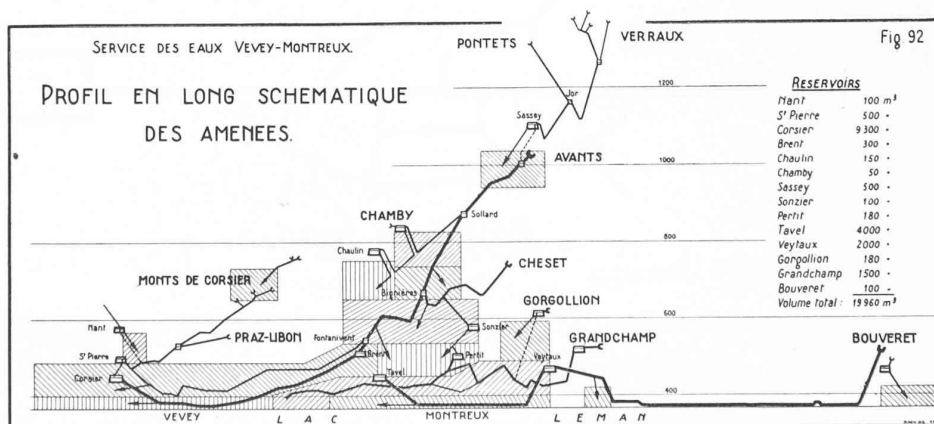 Fig 92
SERVICE DES EAUX VEVEY-MONTREUX.
PROFIL EN LONG SCHEMATIQUE
DES AMENEES.
PONTETS
VERRAUX
1200
Jor
Sassey
AVANTS
1000
Sollard
CHAMBY
800
Chaulin
CHESET
MONTS DE CORSIER
GORGOLLION
600
Sonzier
Nant
PRAZ-LIBON
Fontanivent
Brent
GRANDCHAMP
BOUVERET
St Pierre
Pertit
Veytaux
Corsier
Tavel
400
VEVEY
LAC
MONTREUX
LEMAN
RESERVOIRS
Nant 100 m³
St Pierre 500 "
Corsier 9300 "
Brent 300 "
Chaulin 150 "
Chamby 50 "
Sassey 500 "
Sonzier 100 "
Pertit 180 "
Tavel 4000 "
Veytaux 2000 "
Gorgollion 180 "
Grandchamp 1500 "
Bouveret 100 "
Volume total: 19960 m³